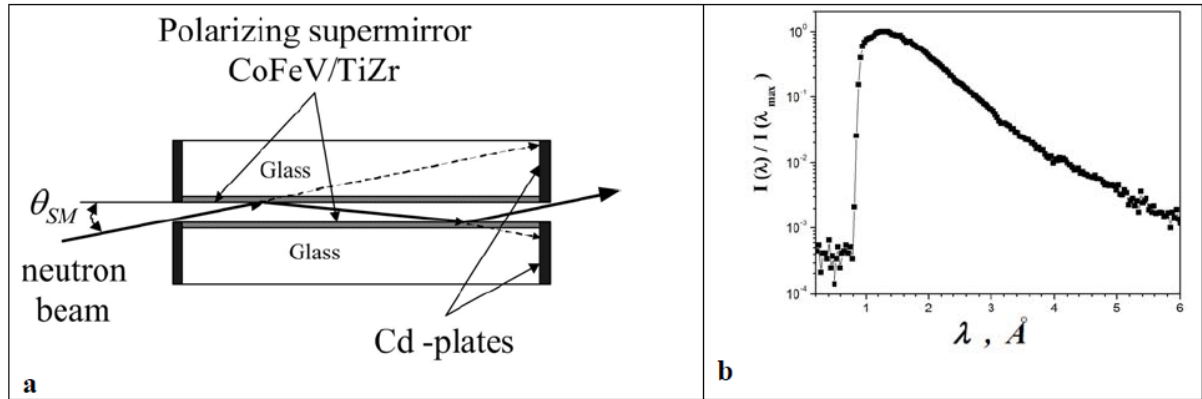 Polarizing supermirror
CoFeV/TiZr
Glass
θSM
Glass
neutron
beam
Cd -plates
a
I (λ) / I (λ max)
10⁰
10⁻¹
10⁻²
10⁻³
10⁻⁴
1 2 3 4 5 6
λ , Å
b